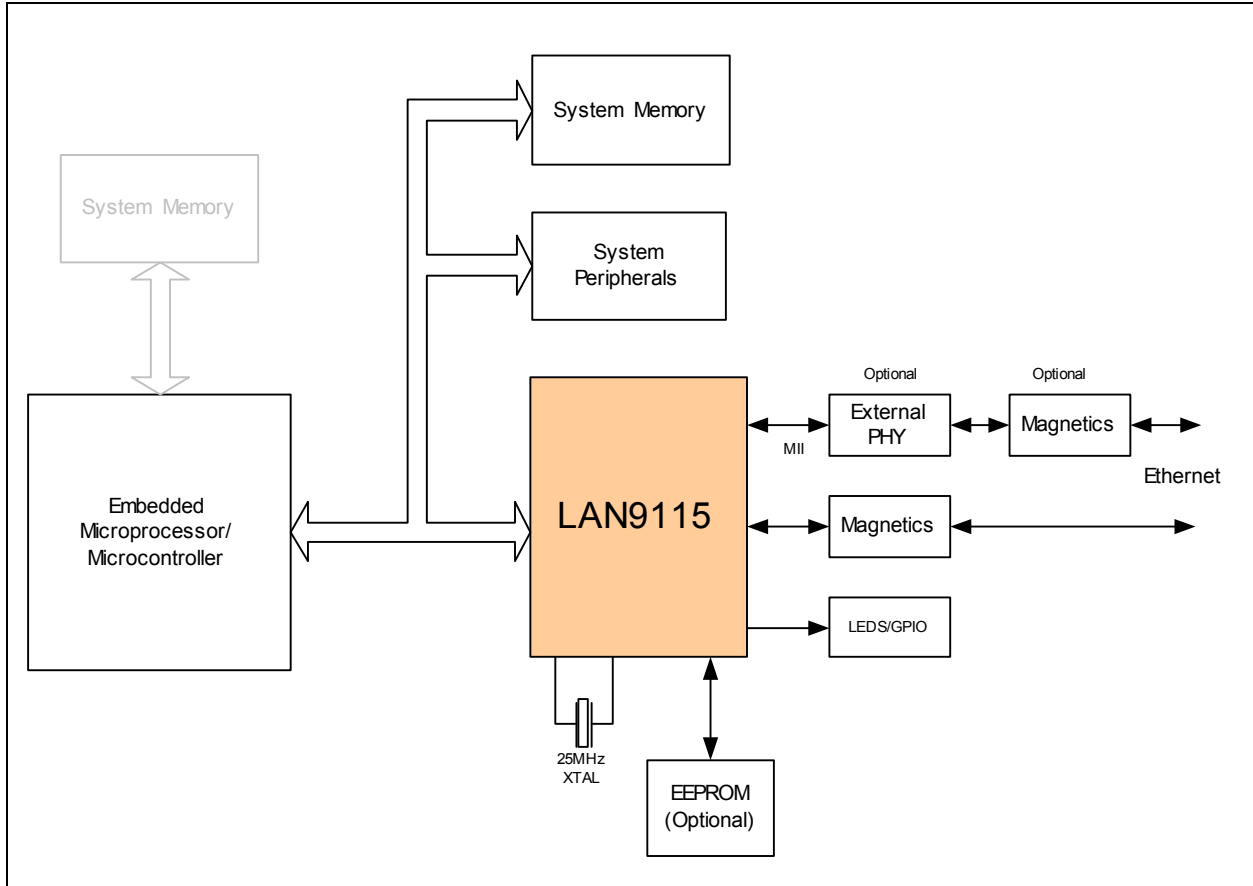 System Memory
System Memory
System
Peripherals
Embedded
Microprocessor/
Microcontroller
LAN9115
Optional
Optional
External
PHY
Magnetics
MII
Ethernet
Magnetics
LEDS/GPIO
25MHz
XTAL
EEPROM
(Optional)